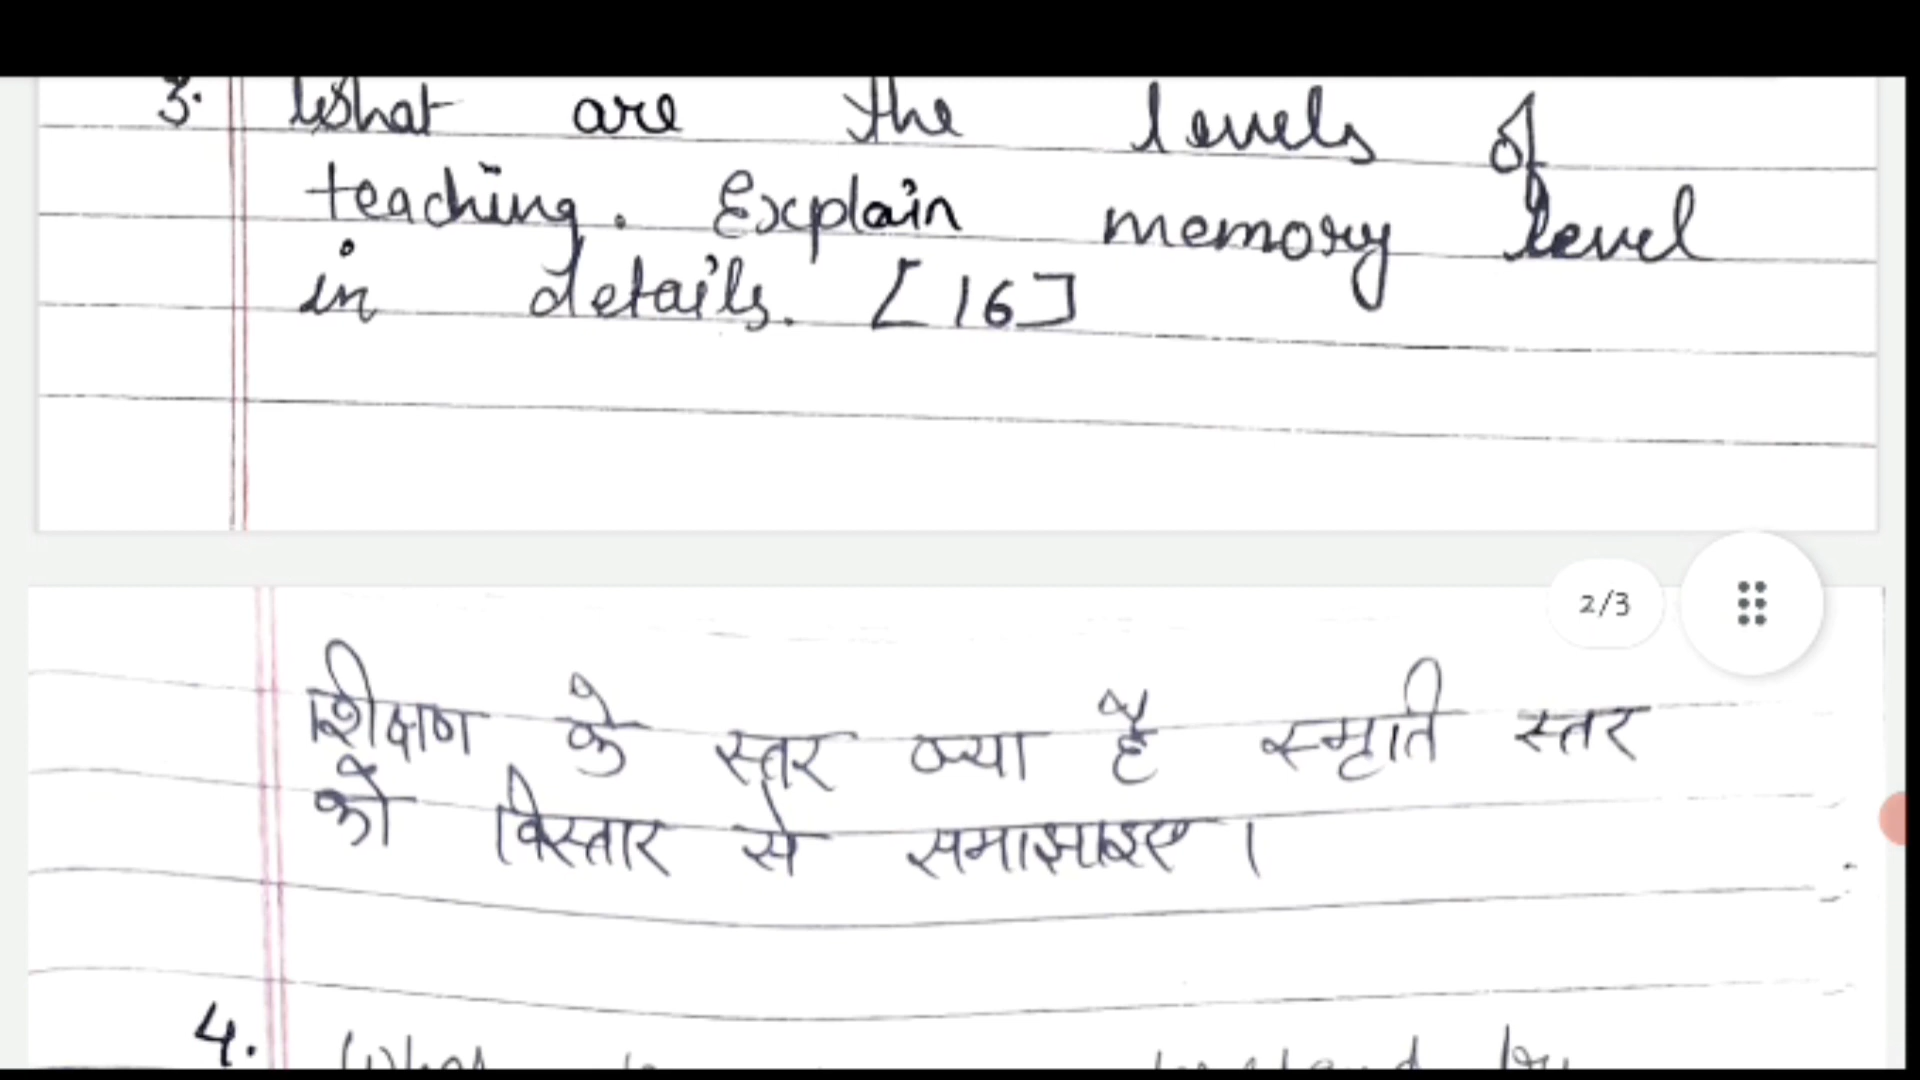 3. What are the levels of
teaching. Explain memory level
in details. [16]
2/3
शिक्षण के स्तर क्या है स्मृति स्तर
को विस्तार से समाझाइए ।
4.